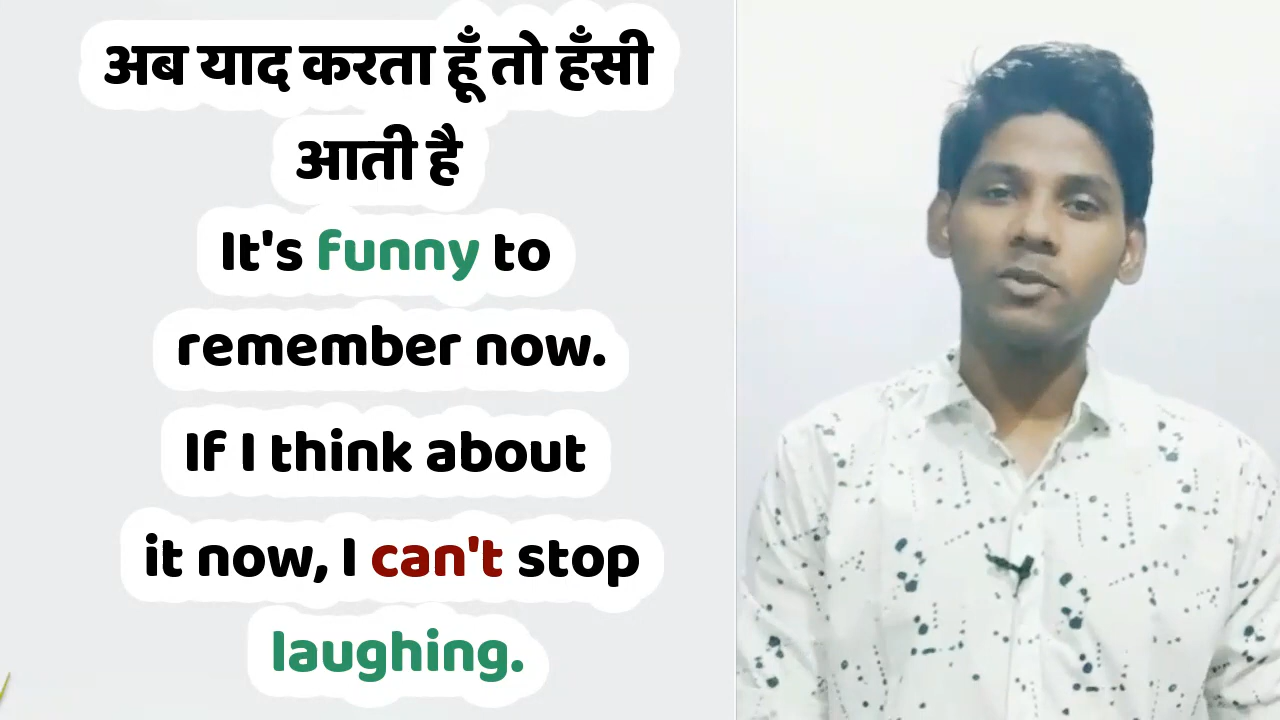 अब याद करता हूँ तो हँसी
आती है
It's funny to
remember now.
If I think about
it now, I can't stop
laughing.